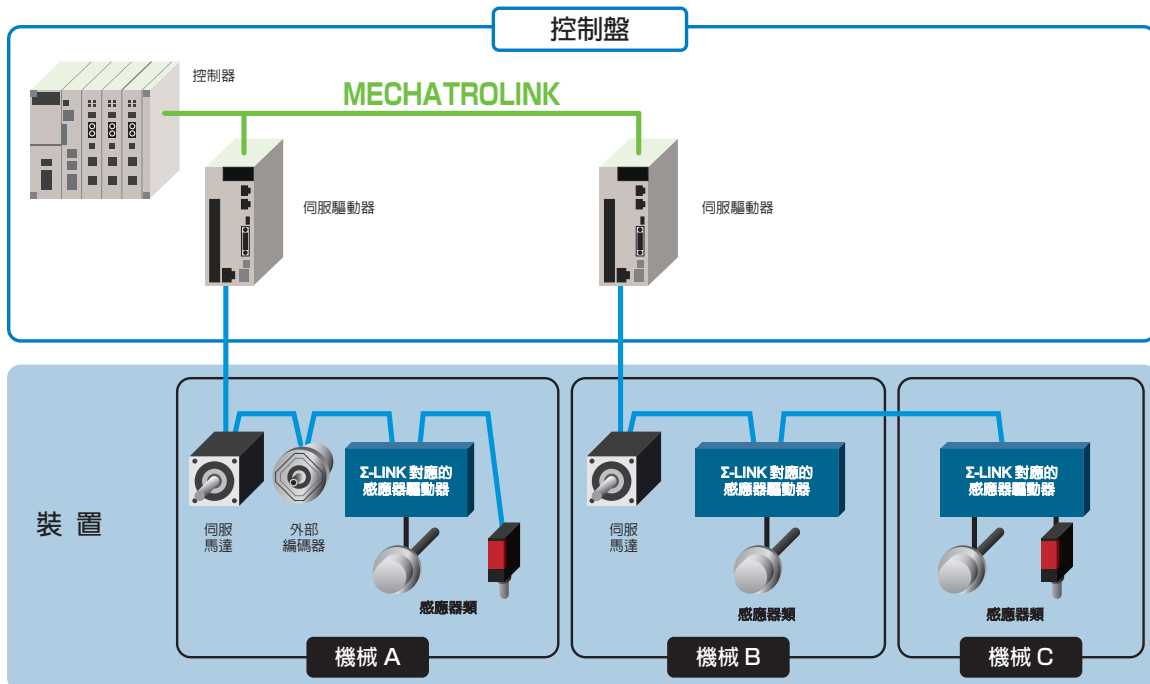 控制盤
控制器
MECHATROLINK
伺服驅動器
伺服驅動器
裝置
Σ-LINK 對應的
感應器驅動器
伺服
馬達
外部
編碼器
感應器類
機械 A
Σ-LINK 對應的
感應器驅動器
伺服
馬達
感應器類
機械 B
Σ-LINK 對應的
感應器驅動器
感應器類
機械 C